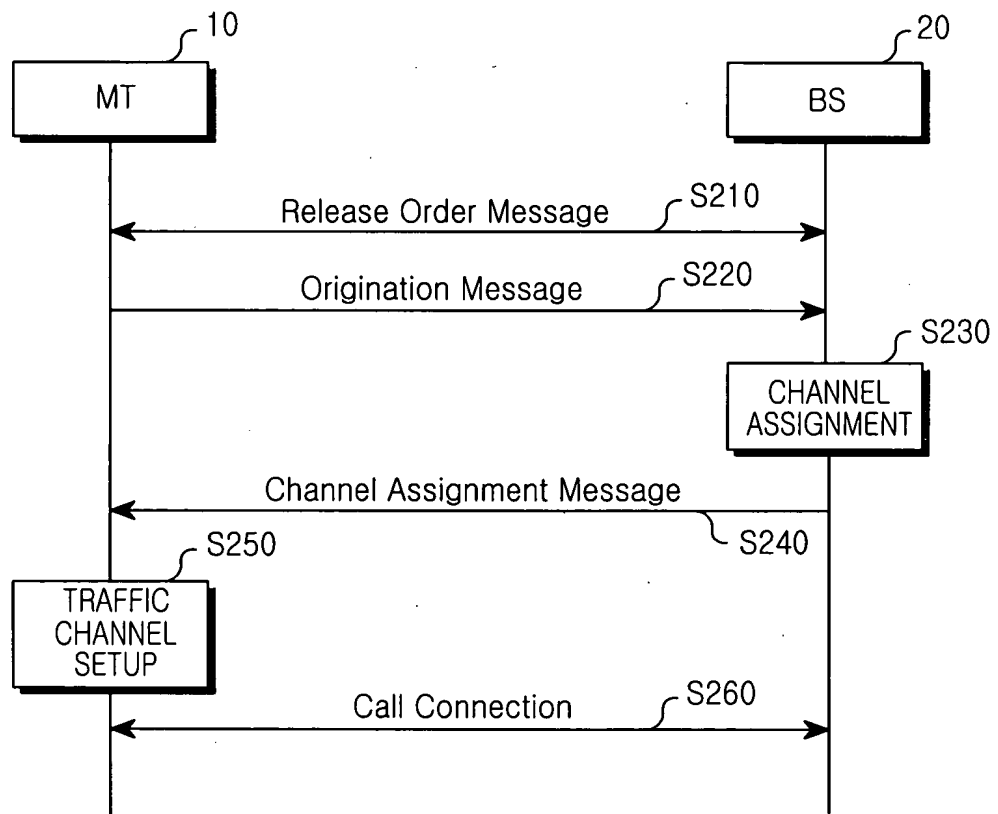 10
20
MT
BS
S210
Release Order Message
S220
Origination Message
S230
CHANNEL
ASSIGNMENT
Channel Assignment Message
S240
S250
TRAFFIC
CHANNEL
SETUP
S260
Call Connection